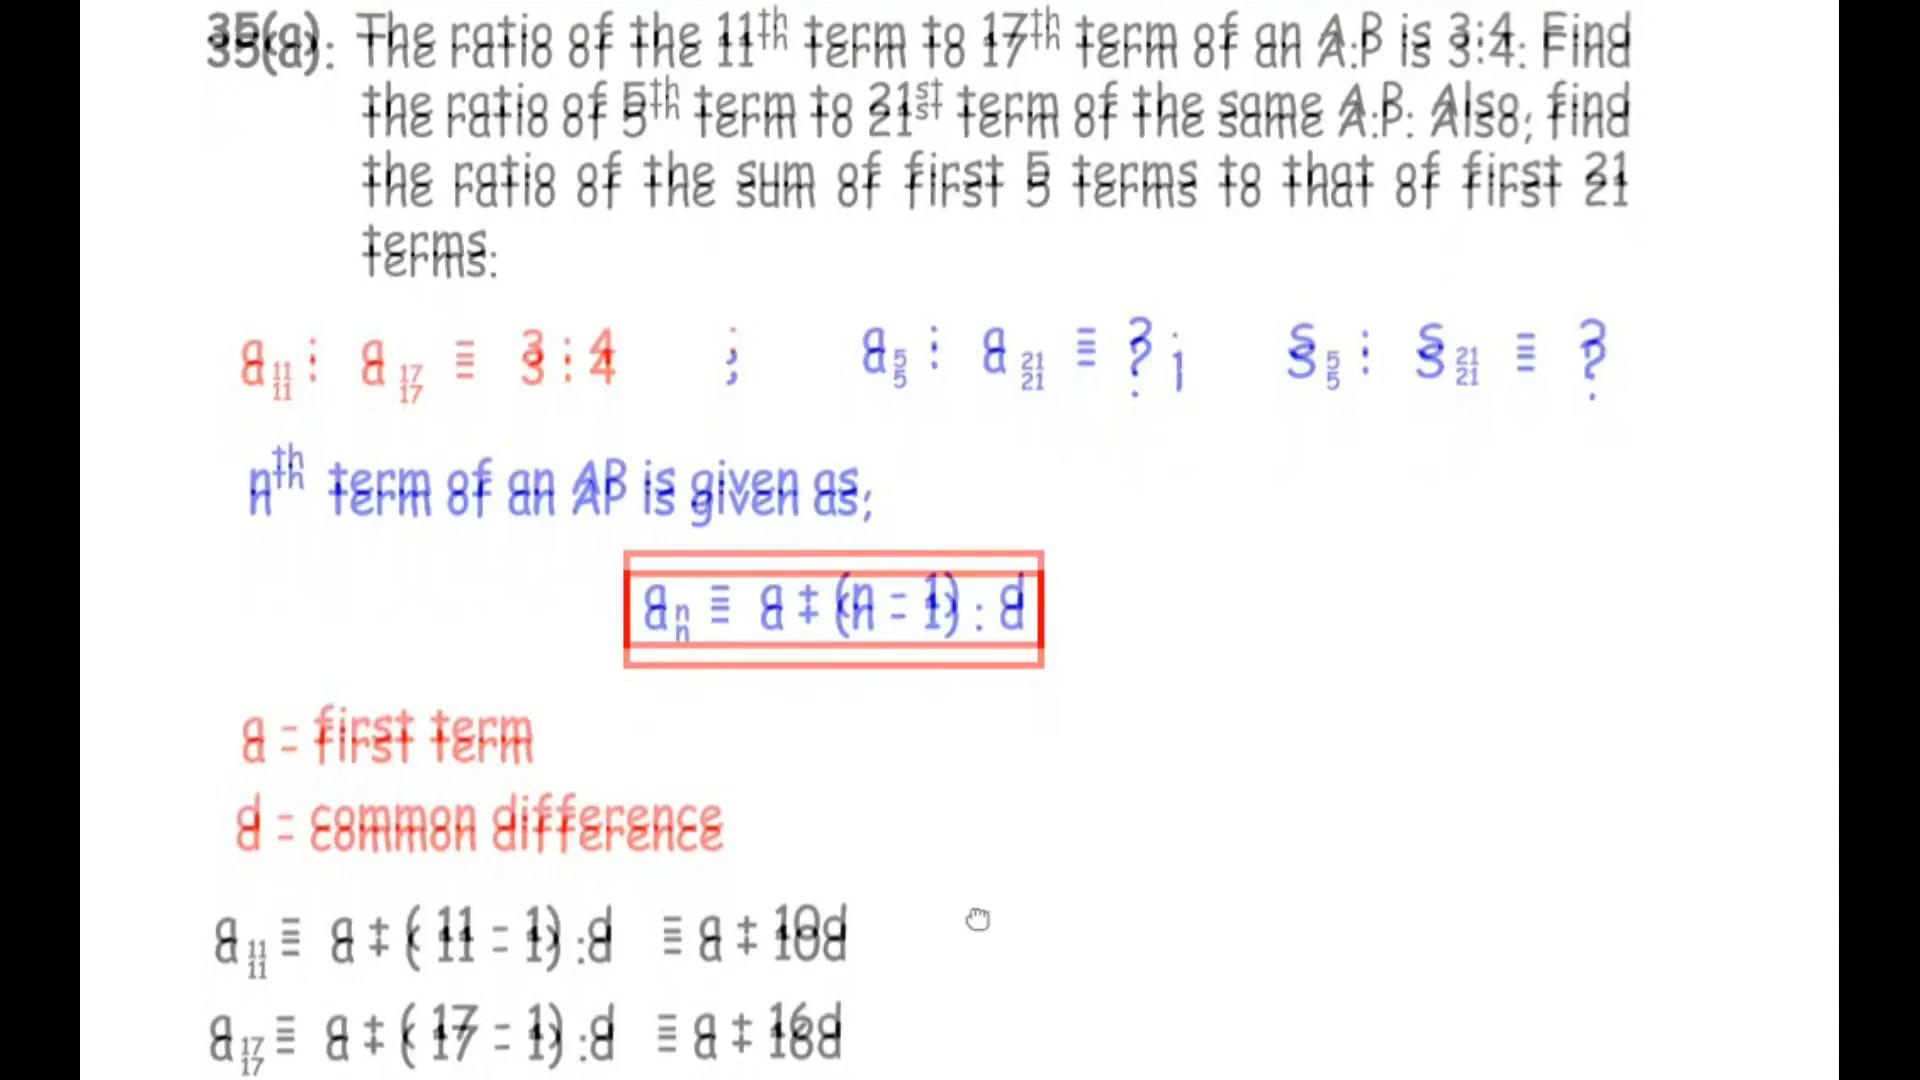 35(a). The ratio of the 11th term to 17th term of an A.P is 3:4. Find
the ratio of 5th term to 21st term of the same A.P. Also, find
the ratio of the sum of first 5 terms to that of first 21
terms.
a₁₁ : a₁₇ = 3 : 4 ; a₅ : a₂₁ = ? ; S₅ : S₂₁ = ?
nth term of an AP is given as,
aₙ = a + (n - 1) . d
a = first term
d = common difference
a₁₁ = a + ( 11 - 1) .d = a + 10d
a₁₇ = a + ( 17 - 1) .d = a + 16d